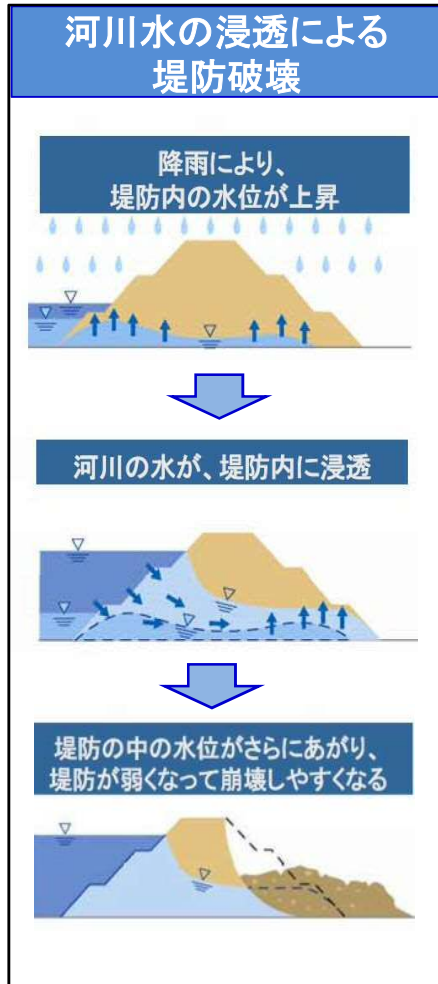 河川水の浸透による
堤防破壊
降雨により、
堤防内の水位が上昇
河川の水が、堤防内に浸透
堤防の中の水位がさらにあがり、
堤防が弱くなって崩壊しやすくなる